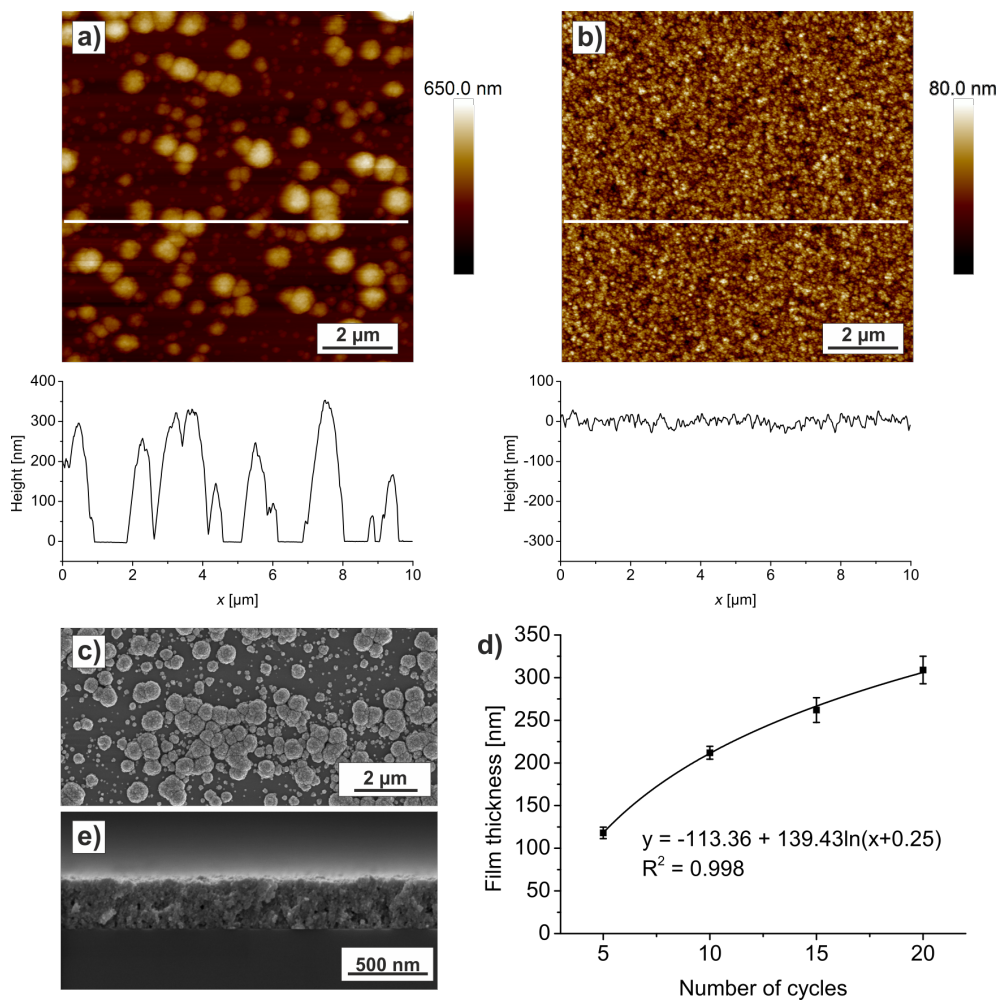 a)
650.0 nm
2 µm
b)
80.0 nm
2 µm
400
300
200
100
0
Height [nm]
0 2 4 6 8 10
x [µm]
100
0
-100
-200
-300
Height [nm]
0 2 4 6 8 10
x [µm]
c)
2 µm
e)
500 nm
d)
350
300
250
200
150
100
50
0
Film thickness [nm]
y = -113.36 + 139.43ln(x+0.25)
R² = 0.998
5 10 15 20
Number of cycles